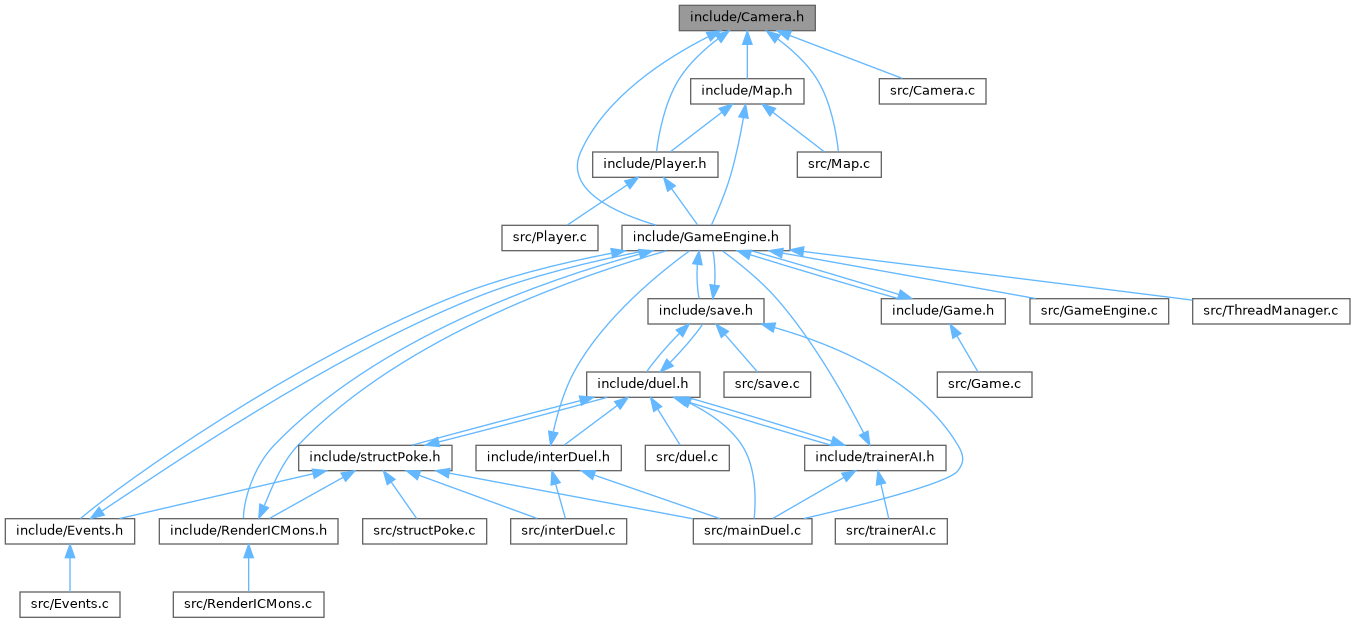 include/Camera.h
include/Map.h
src/Camera.c
include/Player.h
src/Map.c
src/Player.c
include/GameEngine.h
include/save.h
include/Game.h
src/GameEngine.c
src/ThreadManager.c
include/duel.h
src/save.c
src/Game.c
include/structPoke.h
include/interDuel.h
src/duel.c
include/trainerAI.h
include/Events.h
include/RenderICMons.h
src/structPoke.c
src/interDuel.c
src/mainDuel.c
src/trainerAI.c
src/Events.c
src/RenderICMons.c